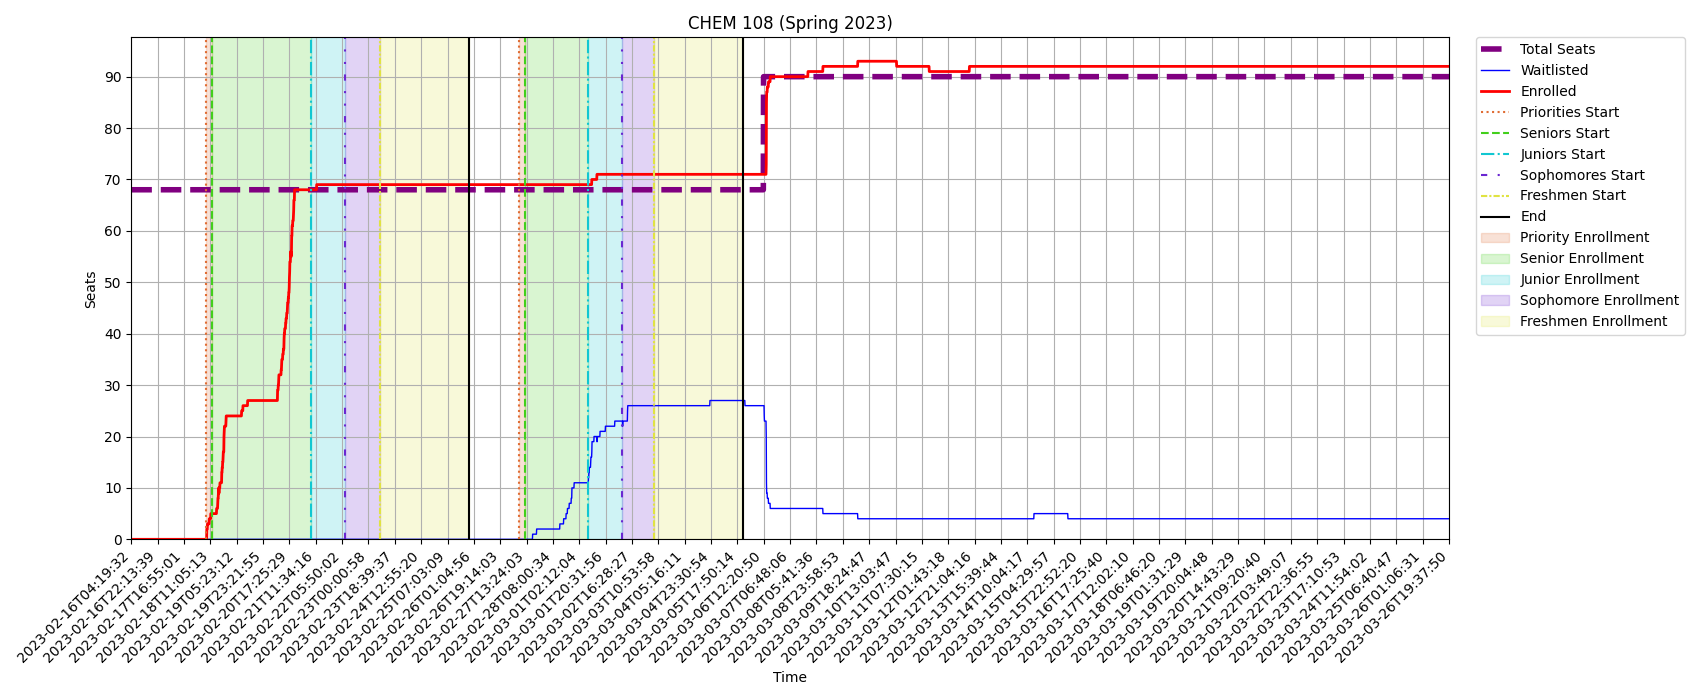 CHEM 108 (Spring 2023)
Total Seats
Waitlisted
Enrolled
Priorities Start
Seniors Start
Juniors Start
Sophomores Start
Freshmen Start
End
Priority Enrollment
Senior Enrollment
Junior Enrollment
Sophomore Enrollment
Freshmen Enrollment
Seats
90
80
70
60
50
40
30
20
10
0
2023-02-16T04:19:32
2023-02-16T22:13:39
2023-02-17T16:55:01
2023-02-18T11:05:13
2023-02-19T05:23:12
2023-02-19T23:21:55
2023-02-20T17:25:29
2023-02-21T11:34:16
2023-02-22T05:50:02
2023-02-23T00:00:58
2023-02-23T18:39:37
2023-02-24T12:55:20
2023-02-25T07:03:09
2023-02-26T01:04:56
2023-02-26T19:14:03
2023-02-27T13:24:03
2023-02-28T08:00:34
2023-03-01T02:12:04
2023-03-01T20:31:56
2023-03-02T16:28:27
2023-03-03T10:53:58
2023-03-04T05:16:11
2023-03-04T23:30:54
2023-03-05T17:50:14
2023-03-06T12:20:50
2023-03-07T06:48:06
2023-03-08T05:41:36
2023-03-08T23:58:53
2023-03-09T18:24:47
2023-03-10T13:03:47
2023-03-11T07:30:15
2023-03-12T01:43:18
2023-03-12T21:04:16
2023-03-13T15:39:44
2023-03-14T10:04:17
2023-03-15T04:29:57
2023-03-15T22:52:20
2023-03-16T17:25:40
2023-03-17T12:02:10
2023-03-18T06:46:20
2023-03-19T01:31:29
2023-03-19T20:04:48
2023-03-20T14:43:29
2023-03-21T09:20:40
2023-03-22T03:49:07
2023-03-22T22:36:55
2023-03-23T17:10:53
2023-03-24T11:54:02
2023-03-25T06:40:47
2023-03-26T01:06:31
2023-03-26T19:37:50
Time